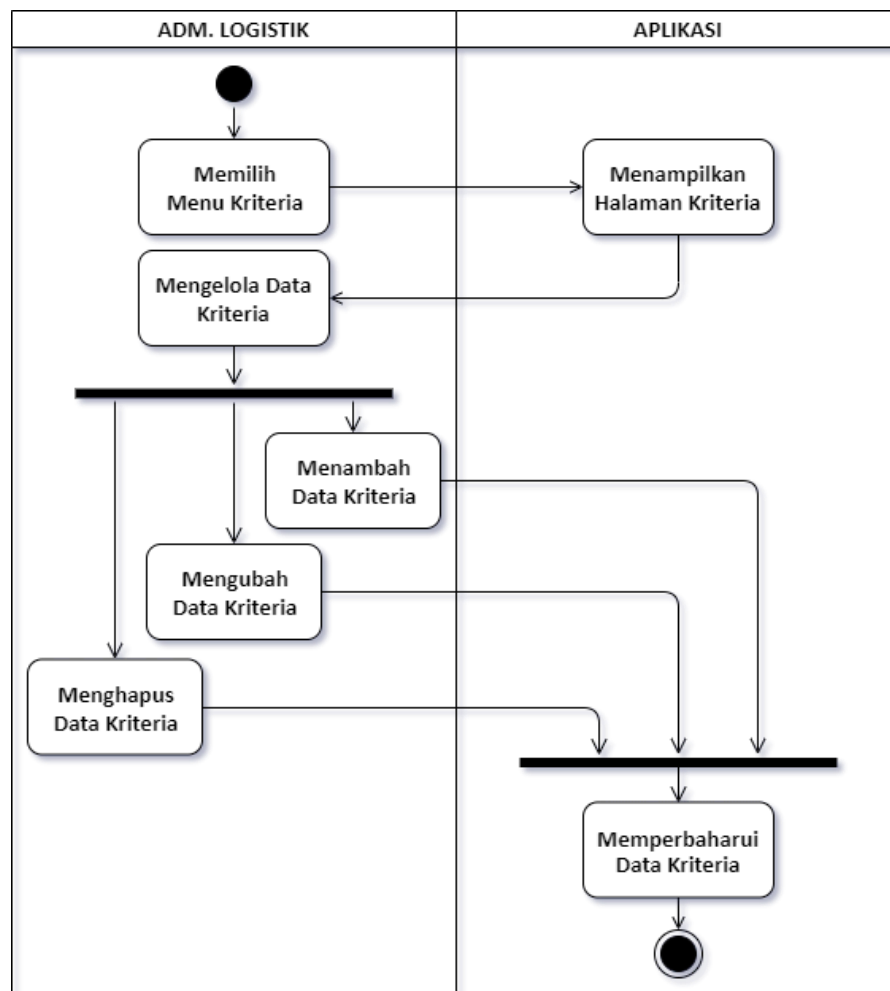 ADM. LOGISTIK
APLIKASI
Memilih
Menu Kriteria
Menampilkan
Halaman Kriteria
Mengelola Data
Kriteria
Menambah
Data Kriteria
Mengubah
Data Kriteria
Menghapus
Data Kriteria
Memperbaharui
Data Kriteria